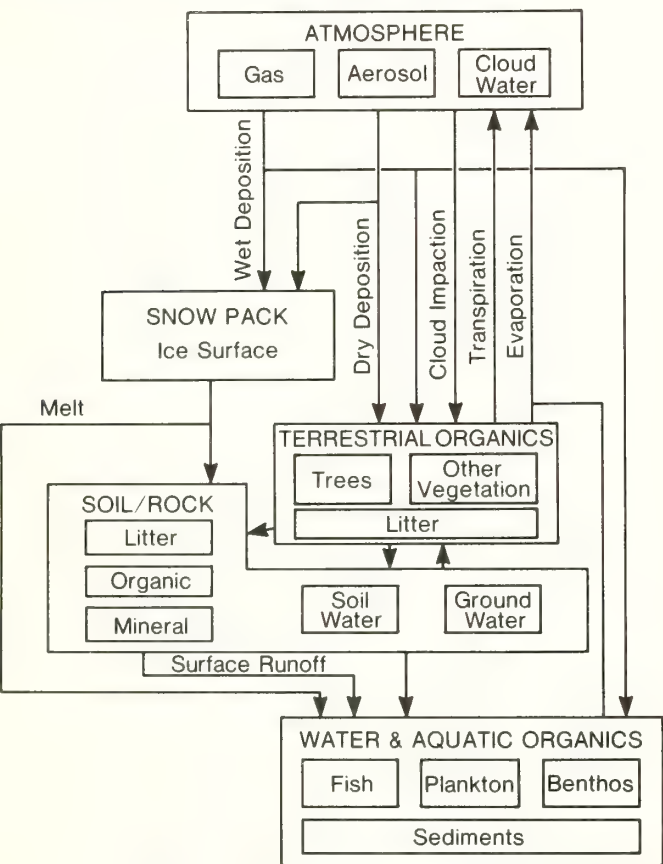 ATMOSPHERE
Gas
Aerosol
Cloud
Water
Wet Deposition
Dry Deposition
Cloud Impaction
Transpiration
Evaporation
SNOW PACK
Ice Surface
Melt
TERRESTRIAL ORGANICS
Trees
Other
Vegetation
Litter
SOIL/ROCK
Litter
Organic
Mineral
Soil
Water
Ground
Water
Surface Runoff
WATER & AQUATIC ORGANICS
Fish
Plankton
Benthos
Sediments